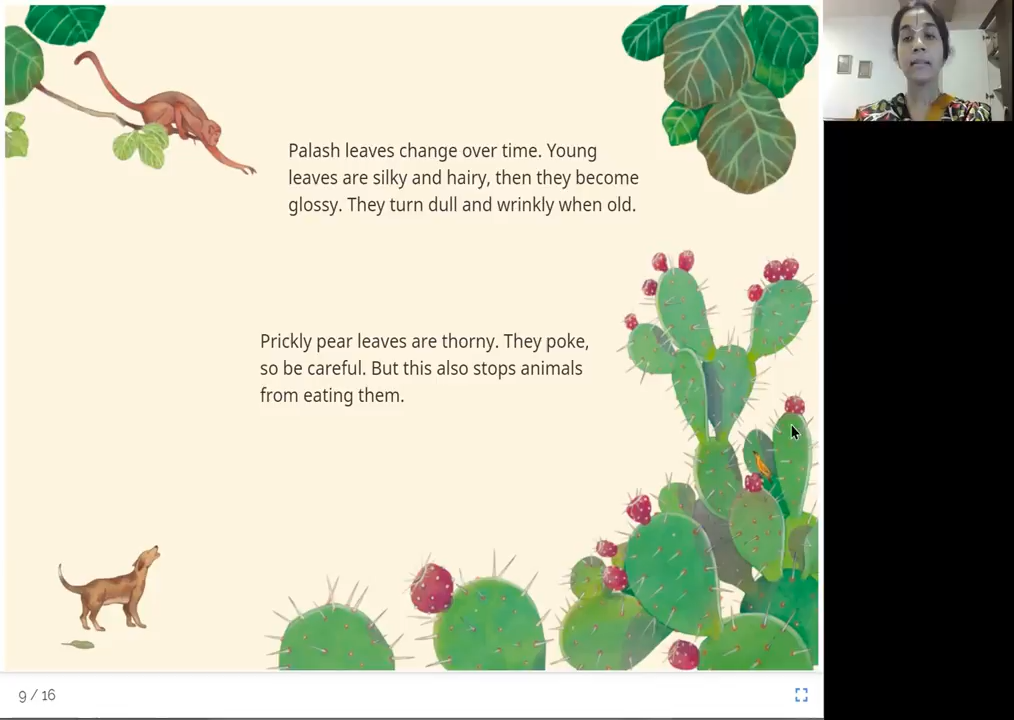 Palash leaves change over time. Young
leaves are silky and hairy, then they become
glossy. They turn dull and wrinkly when old.
Prickly pear leaves are thorny. They poke,
so be careful. But this also stops animals
from eating them.
9 / 16